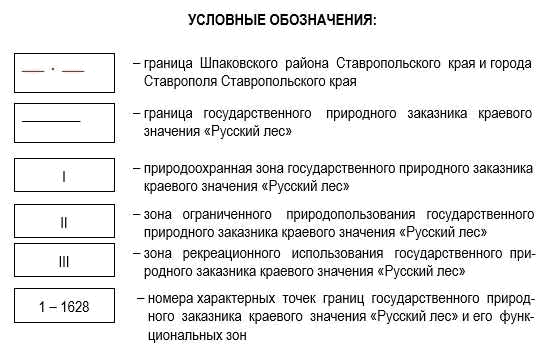 УСЛОВНЫЕ ОБОЗНАЧЕНИЯ:
– граница Шпаковского района Ставропольского края и города
Ставрополя Ставропольского края
– граница государственного природного заказника краевого
значения «Русский лес»
I – природоохранная зона государственного природного заказника
краевого значения «Русский лес»
II – зона ограниченного природопользования государственного
природного заказника краевого значения «Русский лес»
III – зона рекреационного использования государственного при-
родного заказника краевого значения «Русский лес»
1 – 1628 – номера характерных точек границ государственного природ-
ного заказника краевого значения «Русский лес» и его функ-
циональных зон